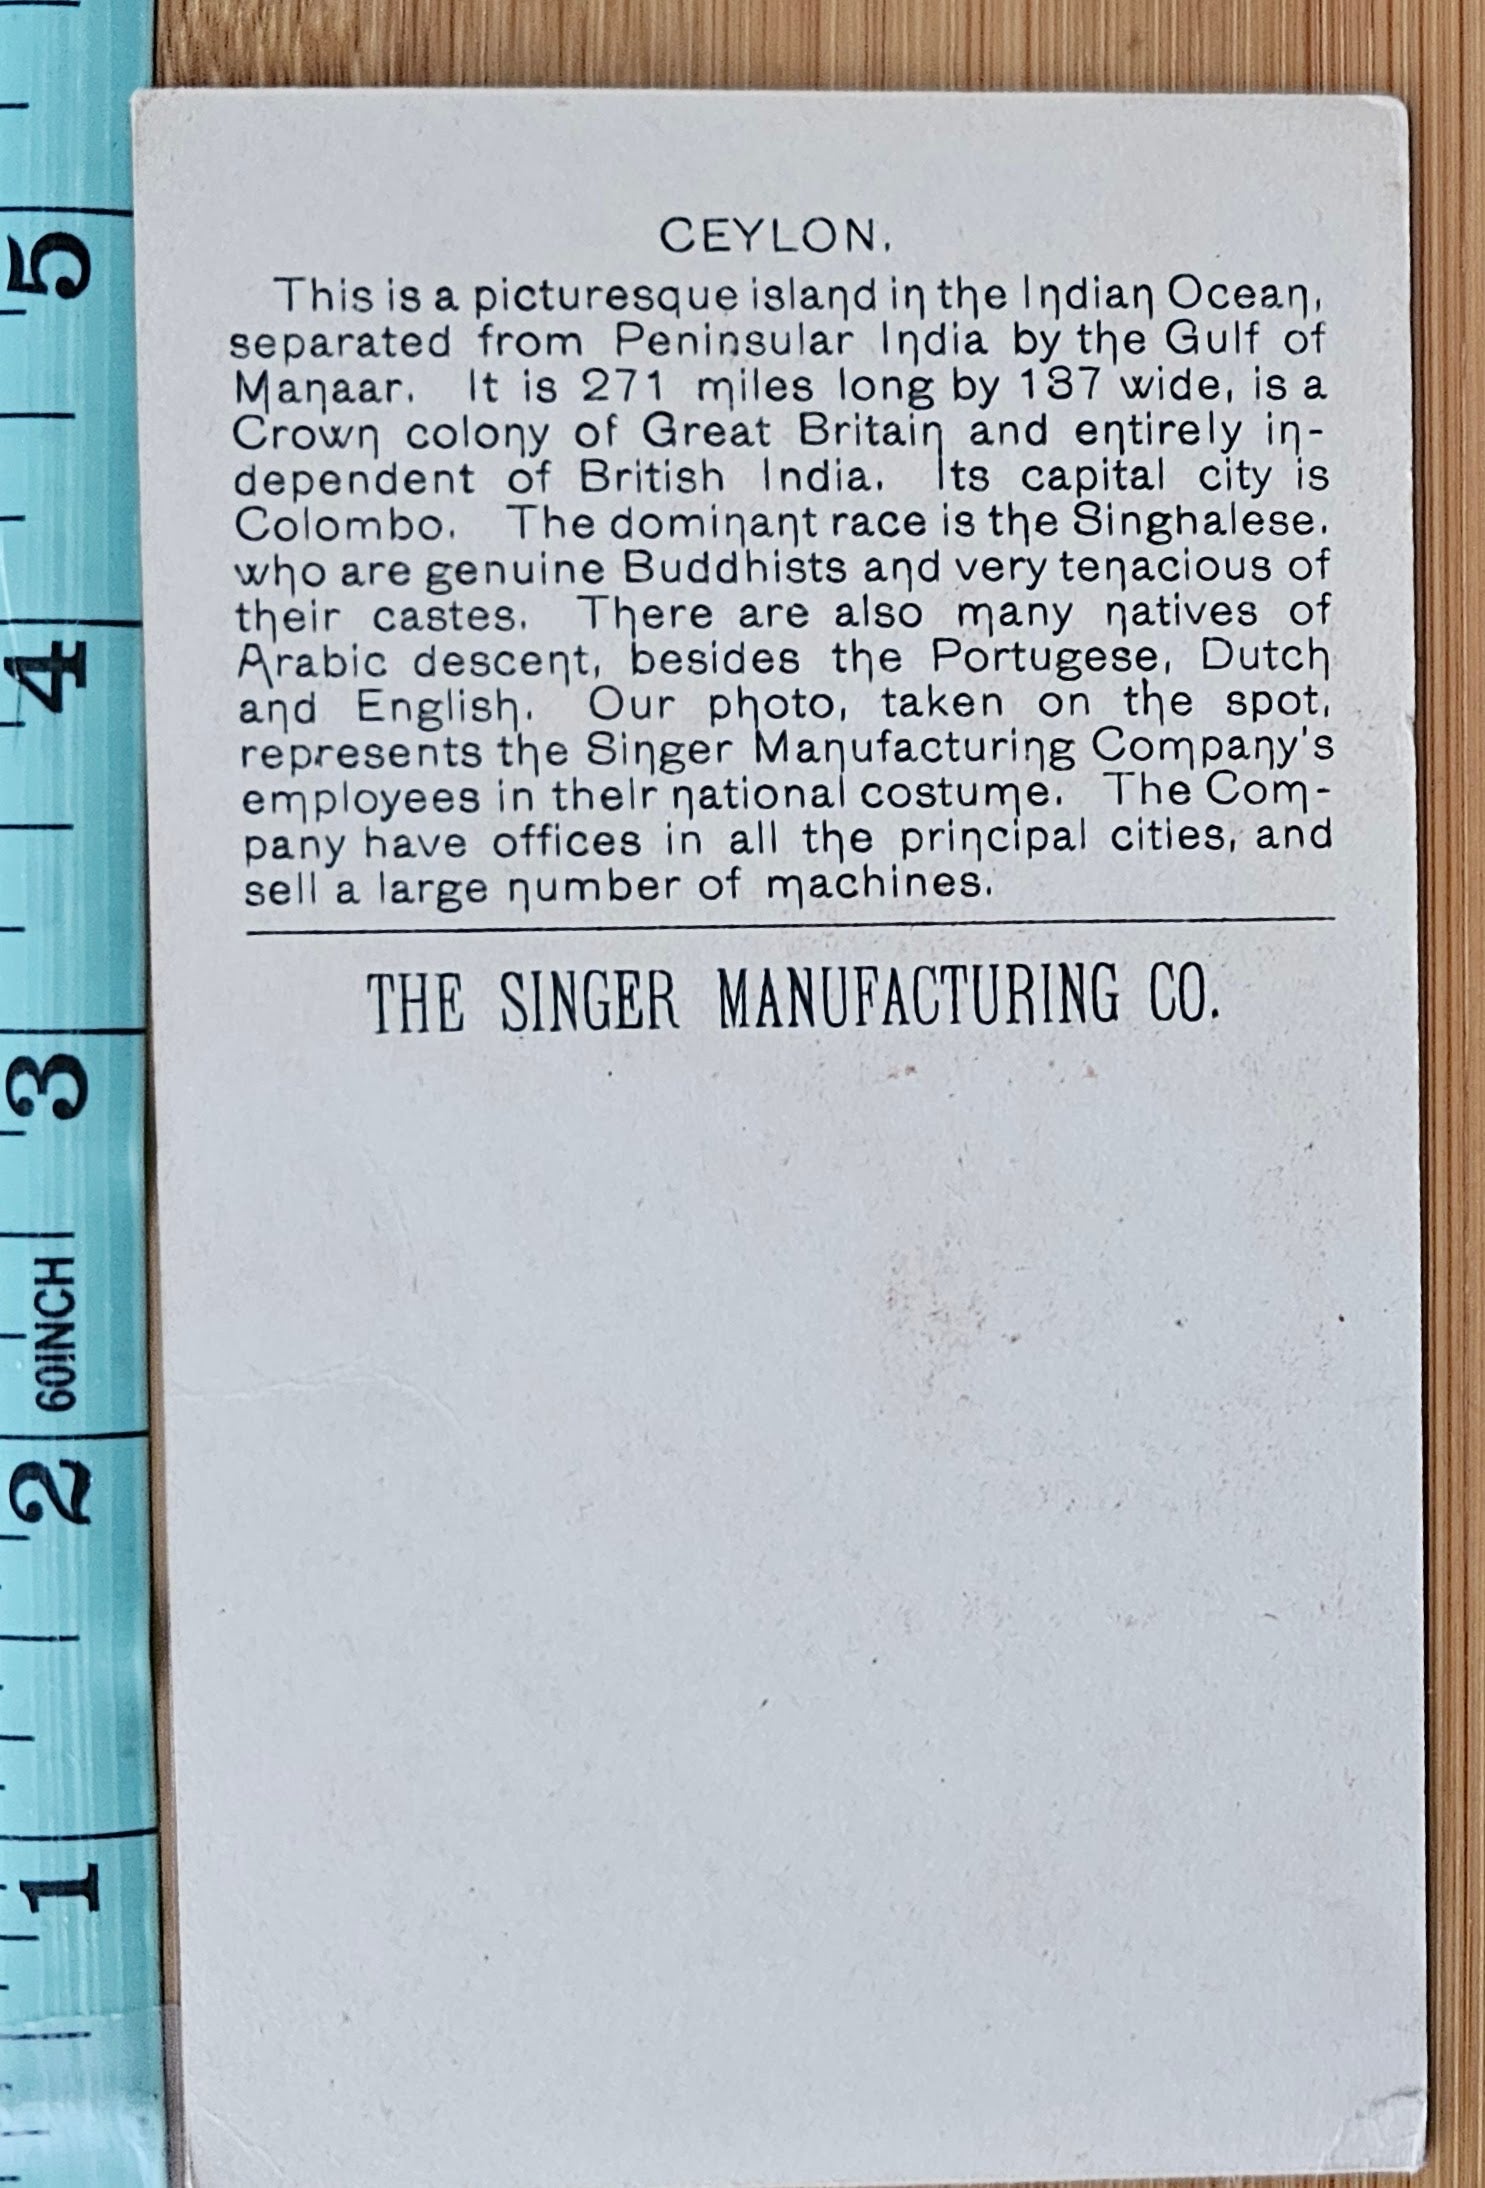 CEYLON.
This is a picturesque island in the Indian Ocean,
separated from Peninsular India by the Gulf of
Manaar. It is 271 miles long by 137 wide, is a
Crown colony of Great Britain and entirely in-
dependent of British India. Its capital city is
Colombo. The dominant race is the Singhalese.
who are genuine Buddhists and very tenacious of
their castes. There are also many natives of
Arabic descent, besides the Portugese, Dutch
and English. Our photo, taken on the spot,
represents the Singer Manufacturing Company's
employees in their national costume. The Com-
pany have offices in all the principal cities, and
sell a large number of machines.
THE SINGER MANUFACTURING CO.
5
4
3
60INCH
2
1